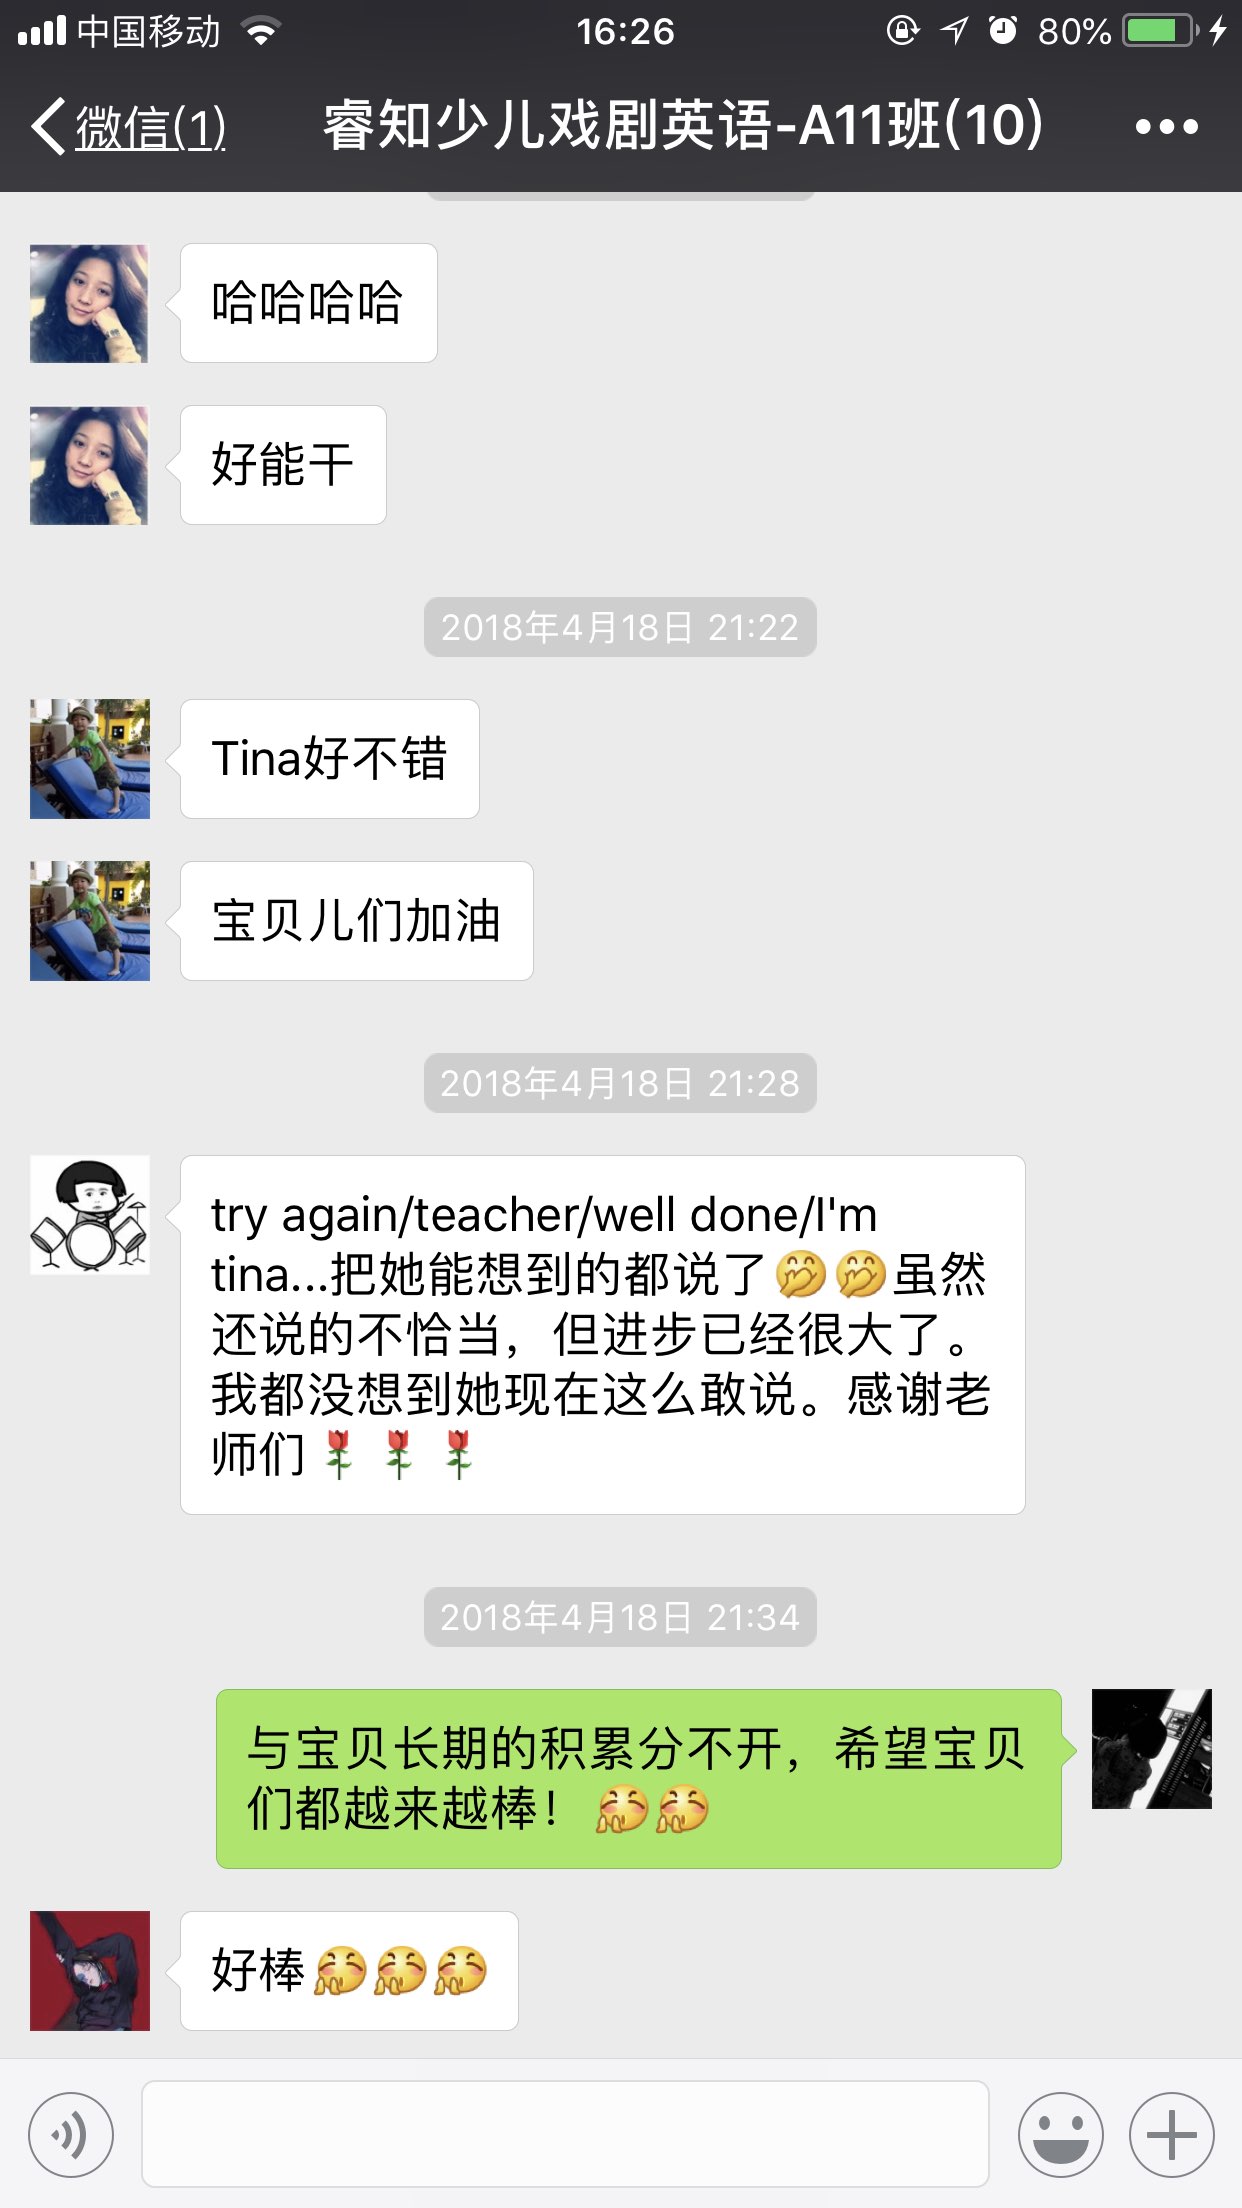 中国移动 16:26 80%
微信(1) 睿知少儿戏剧英语-A11班(10)
哈哈哈哈
好能干
2018年4月18日 21:22
Tina好不错
宝贝儿们加油
2018年4月18日 21:28
try again/teacher/well done/I'm
tina...把她能想到的都说了🤭🤭虽然
还说的不恰当，但进步已经很大了。
我都没想到她现在这么敢说。感谢老
师们🌹🌹🌹
2018年4月18日 21:34
与宝贝长期的积累分不开，希望宝贝
们都越来越棒！
好棒